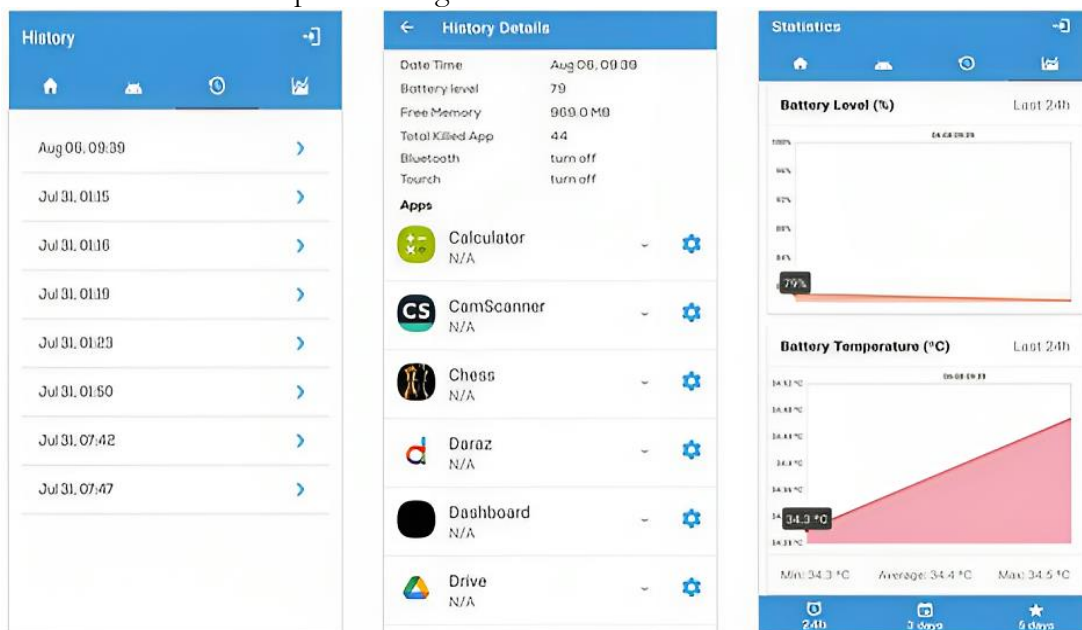 History
Aug 06, 09:39
Jul 31, 01:15
Jul 31, 01:16
Jul 31, 01:19
Jul 31, 01:23
Jul 31, 01:50
Jul 31, 07:42
Jul 31, 07:47
History Details
Date Time Aug 06, 09:39
Battery level 79
Free Memory 969.0 MB
Total Killed App 44
Bluetooth turn off
Tourch turn off
Apps
Calculator
N/A
CS CamScanner
N/A
Chess
N/A
Daraz
N/A
Dashboard
N/A
Drive
N/A
Statistics
Battery Level (%) Last 24h
100%
79%
Battery Temperature (°C) Last 24h
34.3 °C
Min: 34.3 °C Average: 34.4 °C Max: 34.5 °C
24h 3 days 5 days